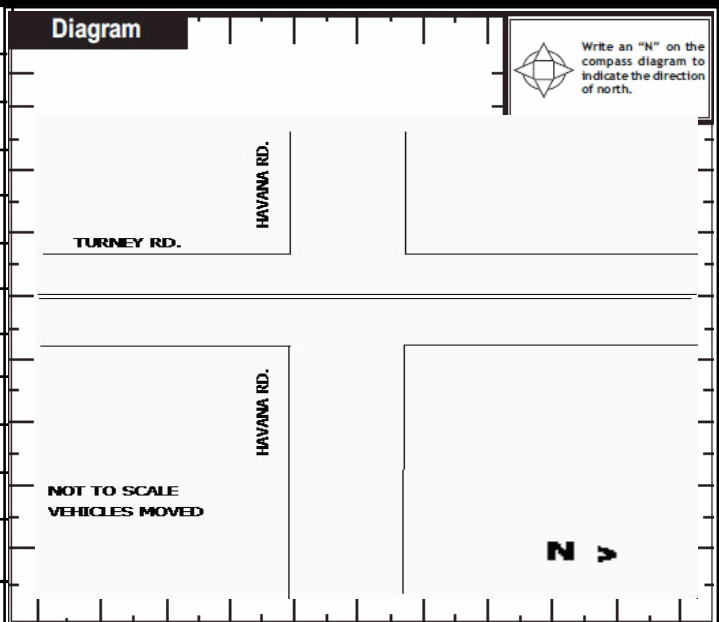 Diagram
Write an “N” on the
compass diagram to
indicate the direction
of north.
HAVANA RD.
TURNEY RD.
HAVANA RD.
NOT TO SCALE
VEHICLES MOVED
N >